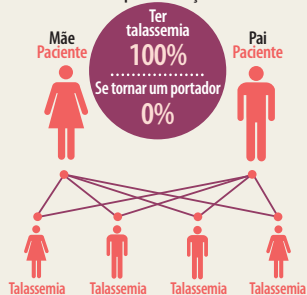 Ter
talassemia
100%
Se tornar um portador
0%
Mãe
Paciente
Pai
Paciente
Talassemia
Talassemia
Talassemia
Talassemia